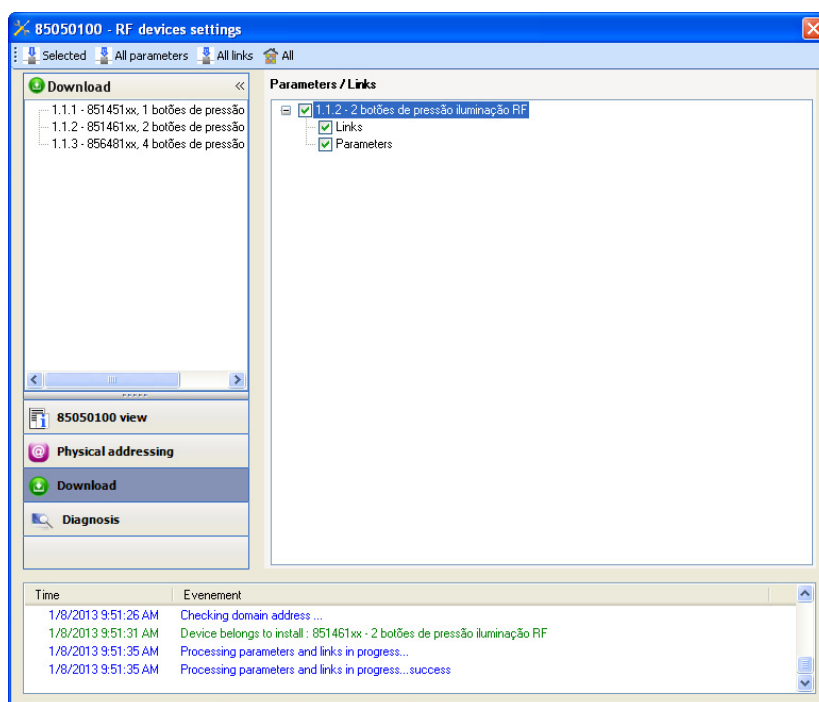 85050100 - RF devices settings
Selected All parameters All links All
Download
1.1.1 - 851451xx, 1 botões de pressão
1.1.2 - 851461xx, 2 botões de pressão
1.1.3 - 856481xx, 4 botões de pressão
85050100 view
Physical addressing
Download
Diagnosis
Parameters / Links
1.1.2 - 2 botões de pressão iluminação RF
Links
Parameters
Time Evenement
1/8/2013 9:51:26 AM Checking domain address ...
1/8/2013 9:51:31 AM Device belongs to install : 851461xx - 2 botões de pressão iluminação RF
1/8/2013 9:51:35 AM Processing parameters and links in progress...
1/8/2013 9:51:35 AM Processing parameters and links in progress...success